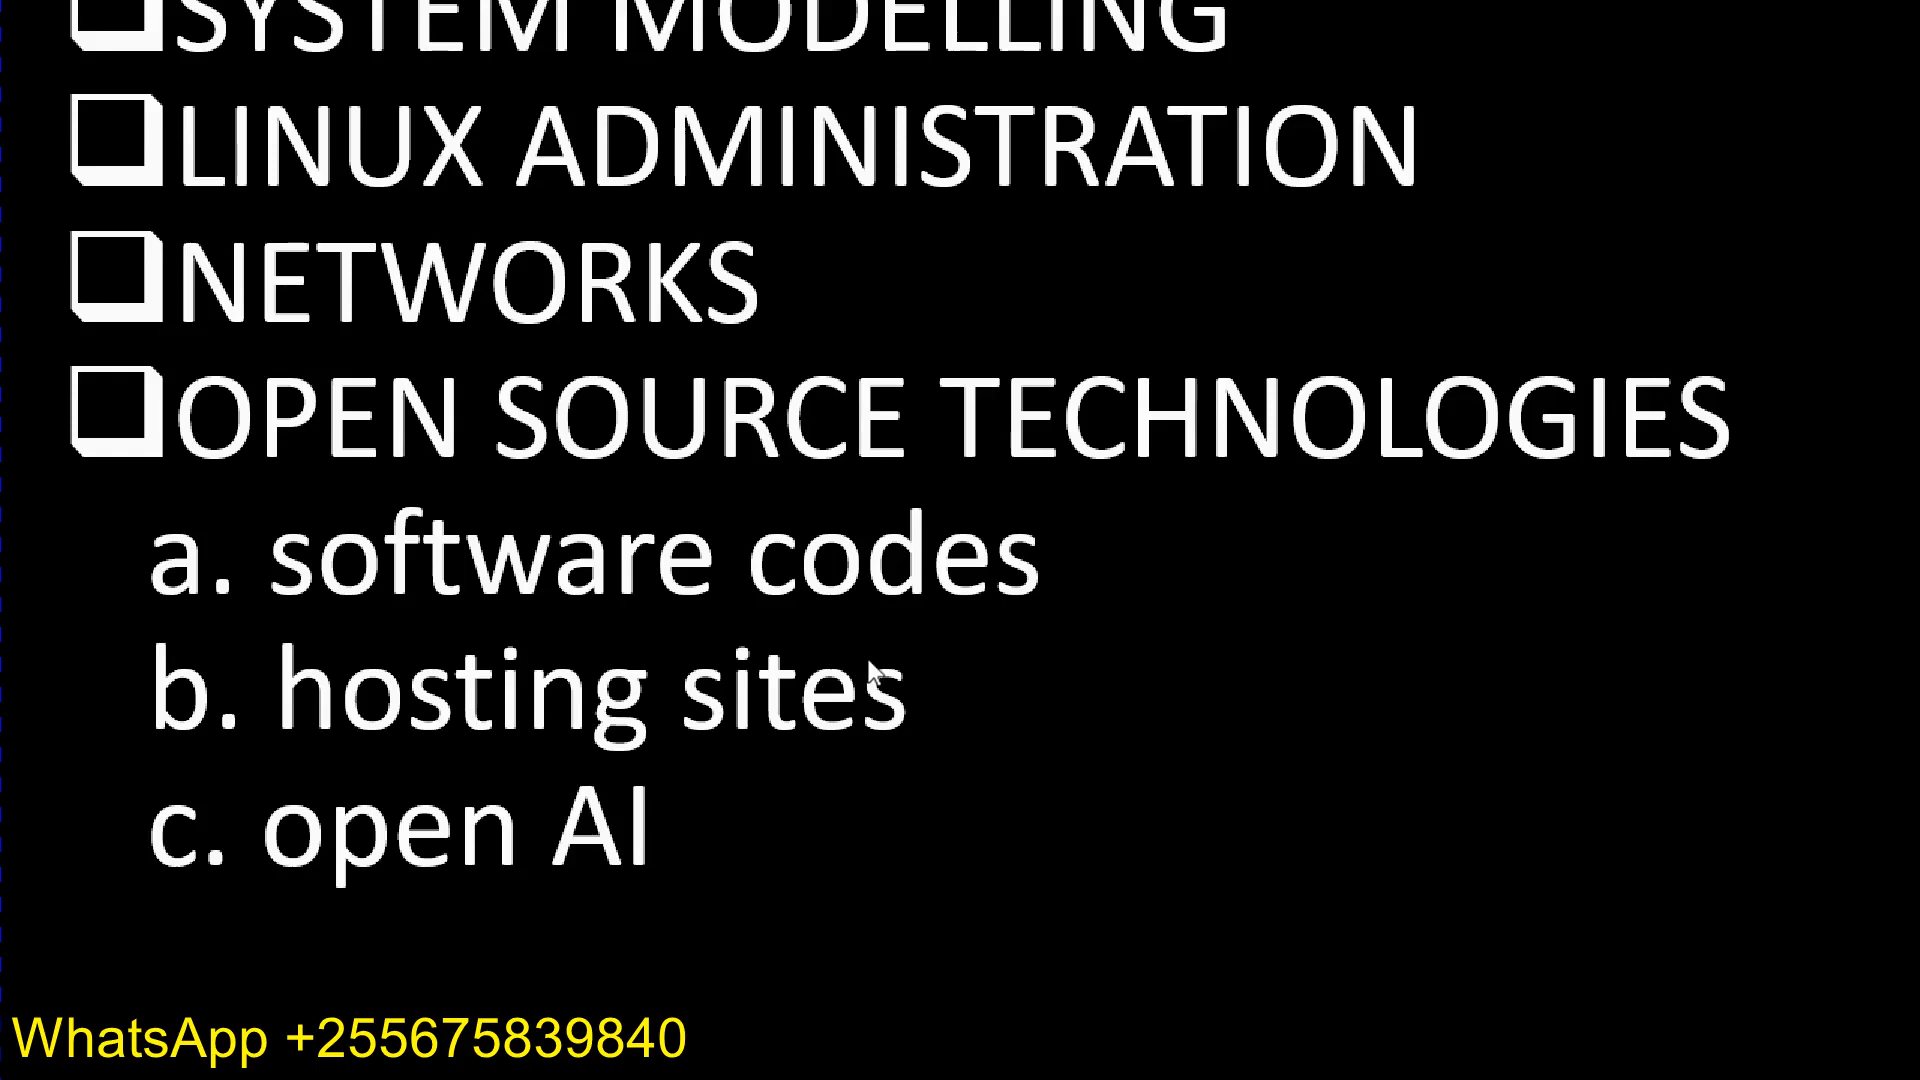 SYSTEM MODELLING
LINUX ADMINISTRATION
NETWORKS
OPEN SOURCE TECHNOLOGIES
a. software codes
b. hosting sites
c. open AI
WhatsApp +255675839840